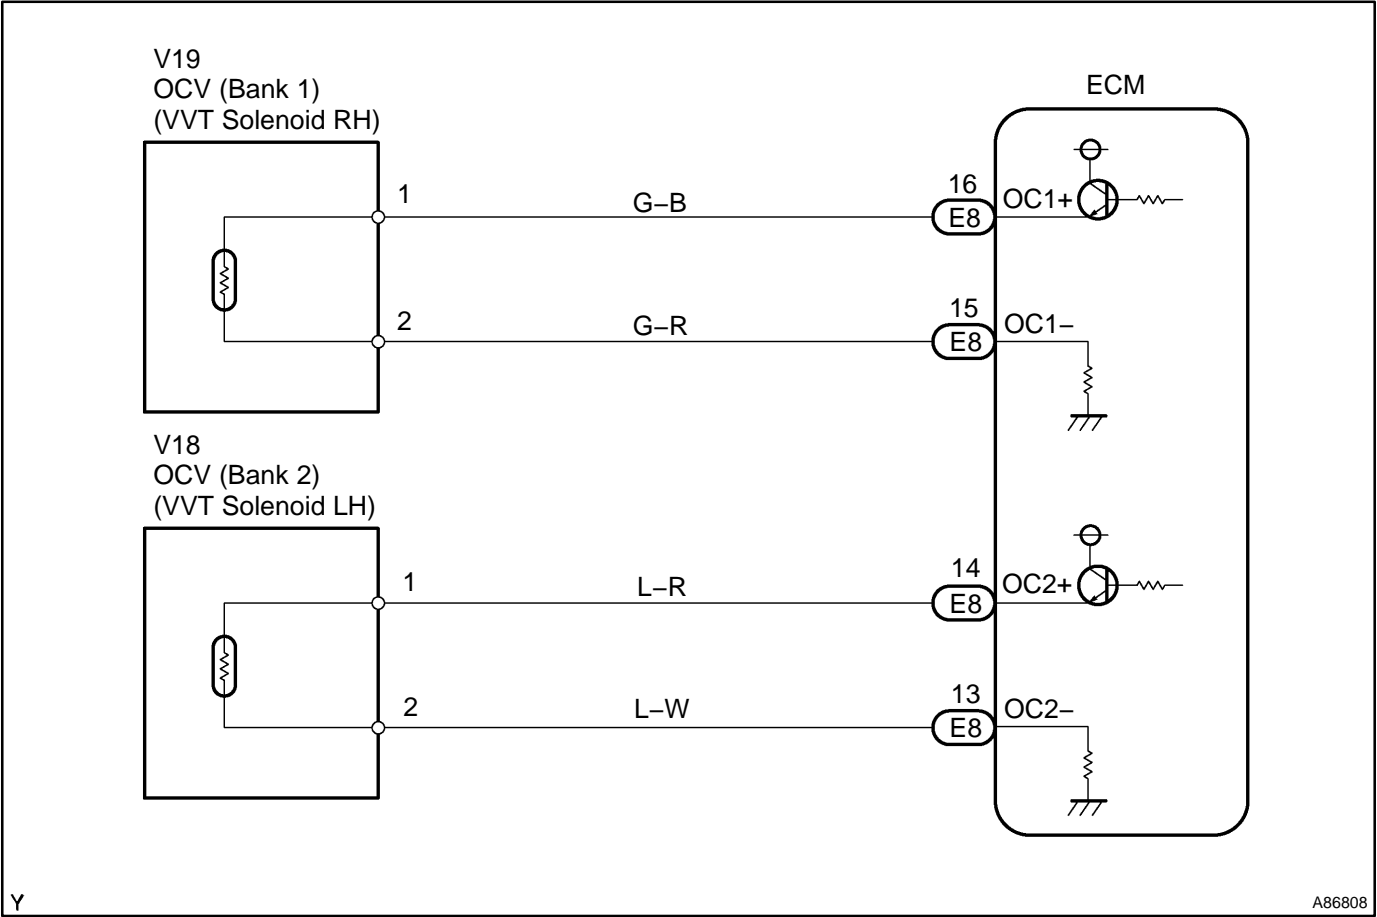 V19
OCV (Bank 1)
(VVT Solenoid RH)
ECM
1
G–B
16
E8
OC1+
2
G–R
15
E8
OC1–
V18
OCV (Bank 2)
(VVT Solenoid LH)
1
L–R
14
E8
OC2+
2
L–W
13
E8
OC2–
Y
A86808